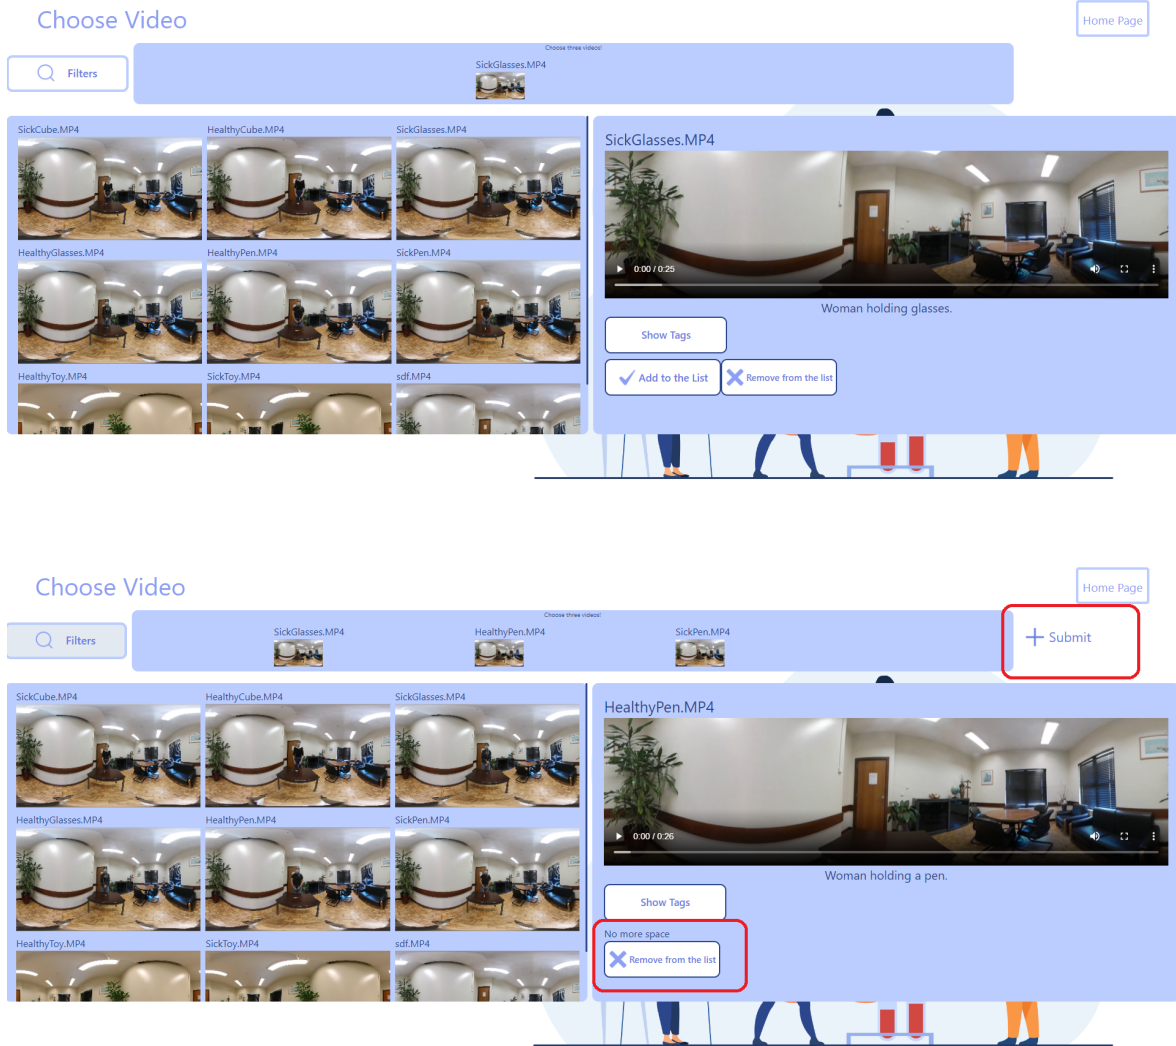 Choose Video
Home Page
Choose three videos!
Filters
SickGlasses.MP4
SickCube.MP4
HealthyCube.MP4
SickGlasses.MP4
HealthyGlasses.MP4
HealthyPen.MP4
SickPen.MP4
HealthyToy.MP4
SickToy.MP4
sdf.MP4
SickGlasses.MP4
0:00 / 0:25
Woman holding glasses.
Show Tags
Add to the List
Remove from the list
Choose Video
Home Page
Choose three videos!
Filters
SickGlasses.MP4
HealthyPen.MP4
SickPen.MP4
Submit
SickCube.MP4
HealthyCube.MP4
SickGlasses.MP4
HealthyGlasses.MP4
HealthyPen.MP4
SickPen.MP4
HealthyToy.MP4
SickToy.MP4
sdf.MP4
HealthyPen.MP4
0:00 / 0:26
Woman holding a pen.
Show Tags
No more space
Remove from the list